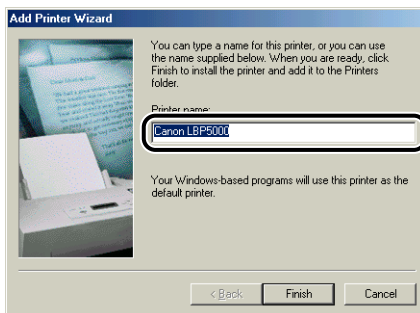 Add Printer Wizard
You can type a name for this printer, or you can use
the name supplied below. When you are ready, click
Finish to install the printer and add it to the Printers
folder.
Printer name:
Canon LBP5000
Your Windows-based programs will use this printer as the
default printer.
< Back
Finish
Cancel